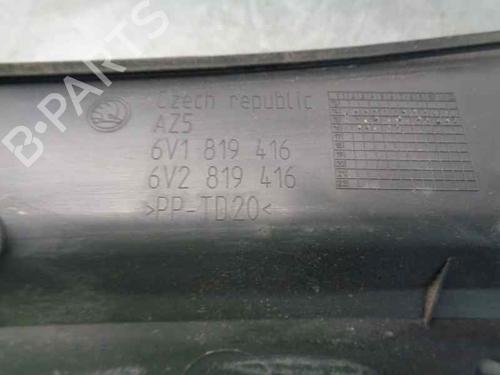 B-PARTS
Czech republic
AZ5
6V1 819 416
6V2 819 416
>PP-TD20<